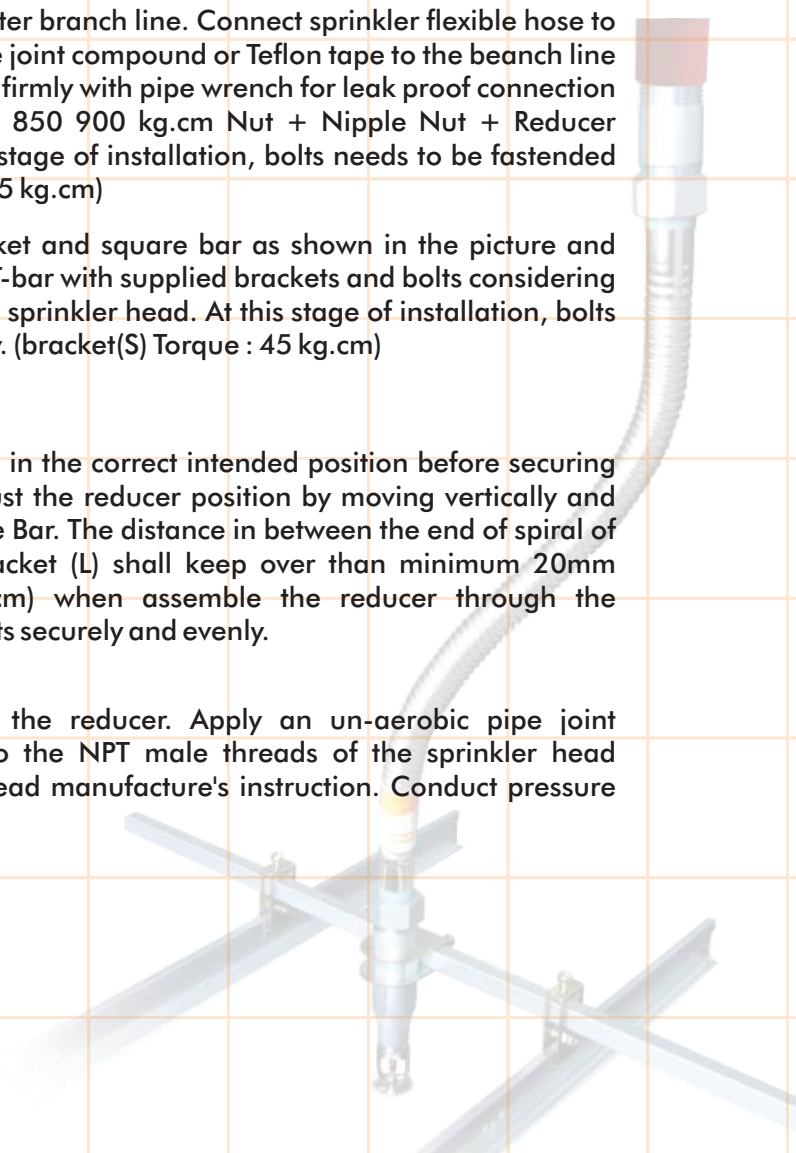 ter branch line. Connect sprinkler flexible hose to
joint compound or Teflon tape to the beanch line
firmly with pipe wrench for leak proof connection
850 900 kg.cm Nut + Nipple Nut + Reducer
stage of installation, bolts needs to be fastended
5 kg.cm)
ket and square bar as shown in the picture and
T-bar with supplied brackets and bolts considering
sprinkler head. At this stage of installation, bolts
. (bracket(S) Torque : 45 kg.cm)
in the correct intended position before securing
ust the reducer position by moving vertically and
e Bar. The distance in between the end of spiral of
acket (L) shall keep over than minimum 20mm
cm) when assemble the reducer through the
ts securely and evenly.
the reducer. Apply an un-aerobic pipe joint
o the NPT male threads of the sprinkler head
ead manufacture's instruction. Conduct pressure